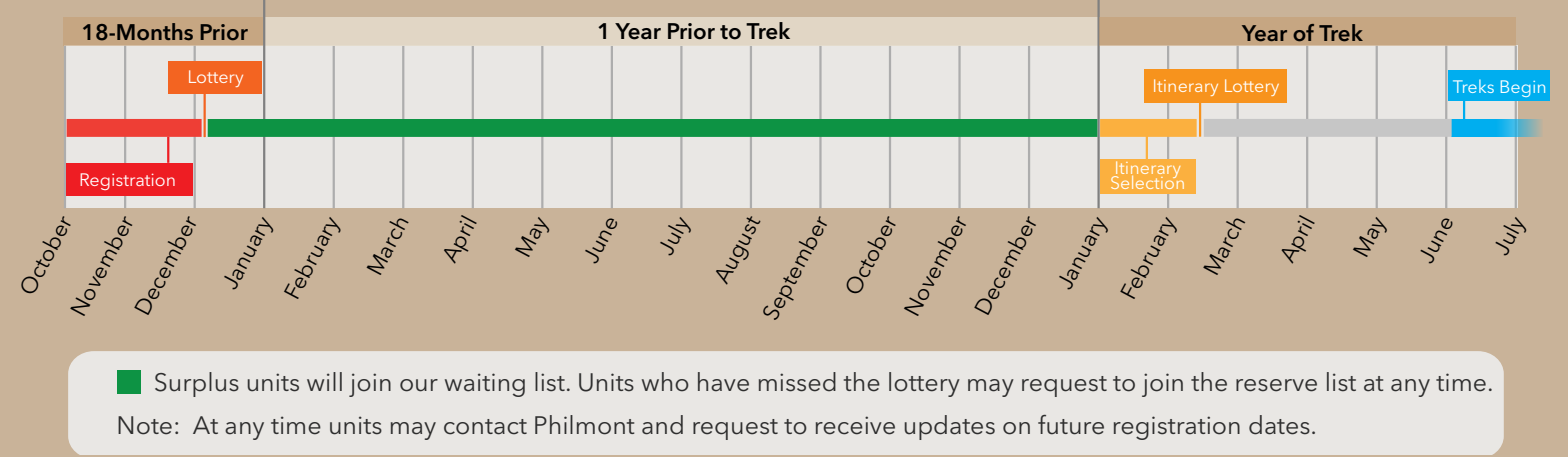 18-Months Prior
1 Year Prior to Trek
Year of Trek
Lottery
Itinerary Lottery
Treks Begin
Registration
Itinerary
Selection
October
November
December
January
February
March
April
May
June
July
August
September
October
November
December
January
February
March
April
May
June
July
Surplus units will join our waiting list. Units who have missed the lottery may request to join the reserve list at any time.
Note: At any time units may contact Philmont and request to receive updates on future registration dates.